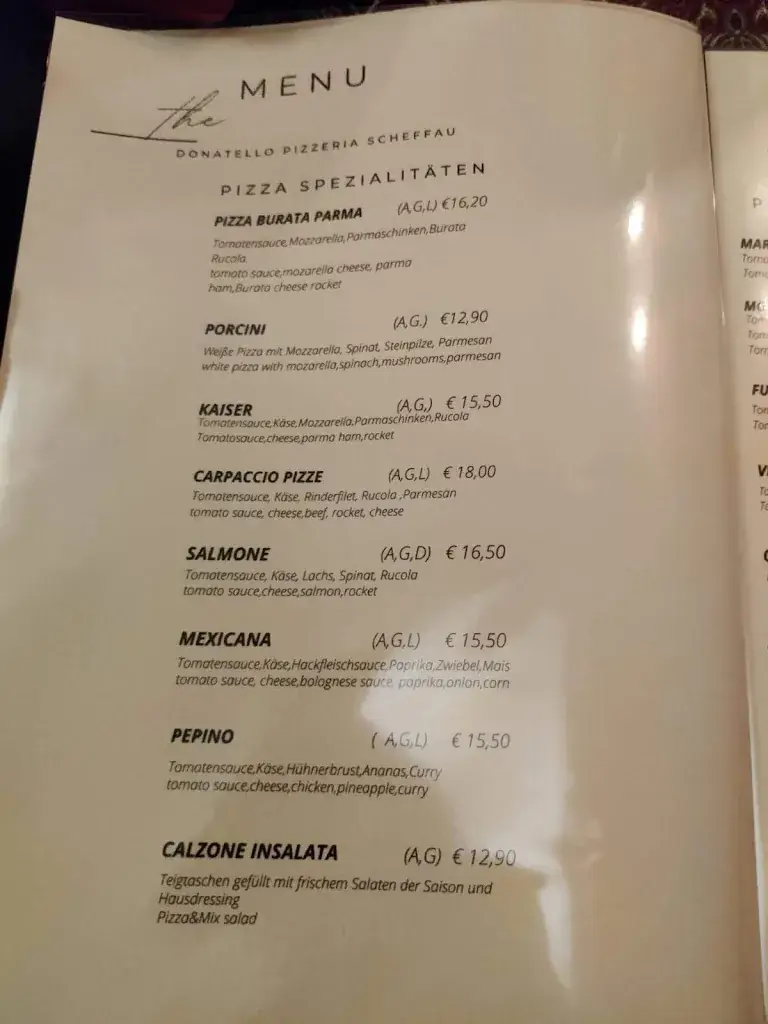 the MENU
DONATELLO PIZZERIA SCHEFFAU
PIZZA SPEZIALITÄTEN
PIZZA BURATA PARMA (A,G,L) €16,20
Tomatensauce,Mozzarella,Parmaschinken,Burata
Rucola
tomato sauce,mozarella cheese, parma
ham,Burata cheese rocket
PORCINI (A,G.) €12,90
Weiße Pizza mit Mozzarella, Spinat, Steinpilze, Parmesan
white pizza with mozarella,spinach,mushrooms,parmesan
KAISER (A,G,) € 15,50
Tomatensauce,Käse,Mozzarella,Parmaschinken,Rucola
Tomatosauce,cheese,parma ham,rocket
CARPACCIO PIZZE (A,G,L) € 18,00
Tomatensauce, Käse, Rinderfilet, Rucola ,Parmesan
tomato sauce, cheese,beef, rocket, cheese
SALMONE (A,G,D) € 16,50
Tomatensauce, Käse, Lachs, Spinat, Rucola
tomato sauce,cheese,salmon,rocket
MEXICANA (A,G,L) € 15,50
Tomatensauce,Käse,Hackfleischsauce,Paprika,Zwiebel,Mais
tomato sauce, cheese,bolognese sauce, paprika,onion,corn
PEPINO ( A,G,L) € 15,50
Tomatensauce,Käse,Hühnerbrust,Ananas,Curry
tomato sauce,cheese,chicken,pineapple,curry
CALZONE INSALATA (A,G) € 12,90
Teigtaschen gefüllt mit frischem Salaten der Saison und
Hausdressing
Pizza&Mix salad